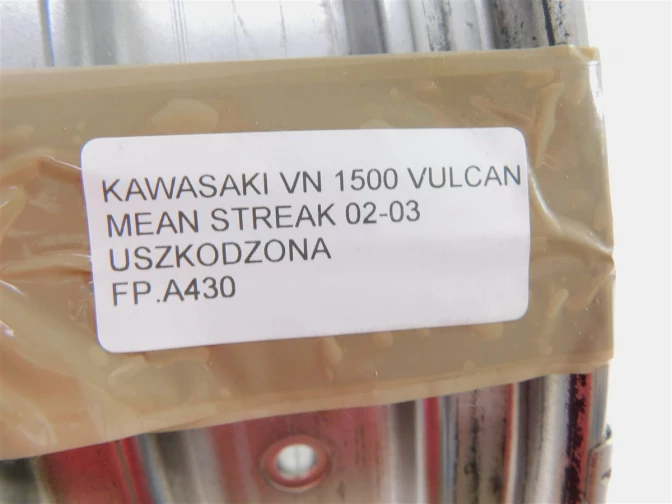 KAWASAKI VN 1500 VULCAN
MEAN STREAK 02-03
USZKODZONA
FP.A430